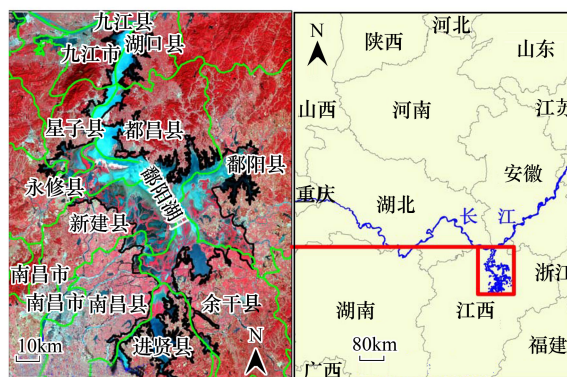 九江县
湖口县
九江市
星子县
都昌县
鄱阳县
鄱阳湖
永修县
新建县
南昌市
南昌市
南昌县
余干县
进贤县
10km
N
N
陕西
河北
山东
山西
河南
江苏
安徽
重庆
湖北
长江
浙江
湖南
江西
福建
80km
广西